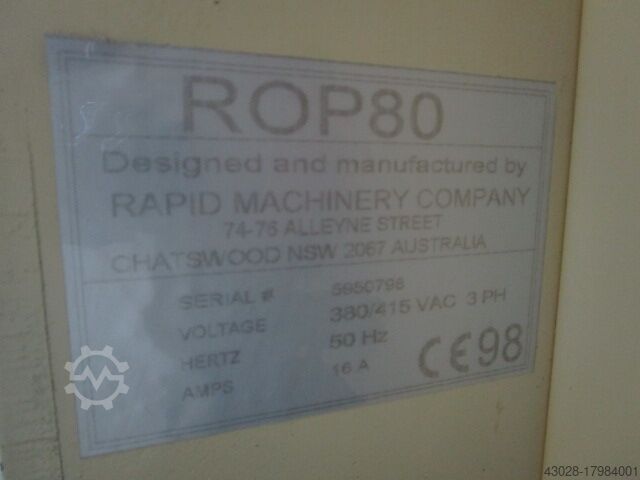 ROP80
Designed and manufactured by
RAPID MACHINERY COMPANY
74-76 ALLEYNE STREET
CHATSWOOD NSW 2067 AUSTRALIA
SERIAL # 5950798
VOLTAGE 380/415 VAC 3 PH
HERTZ 50 Hz
AMPS 16 A
CE98
43028-17984001